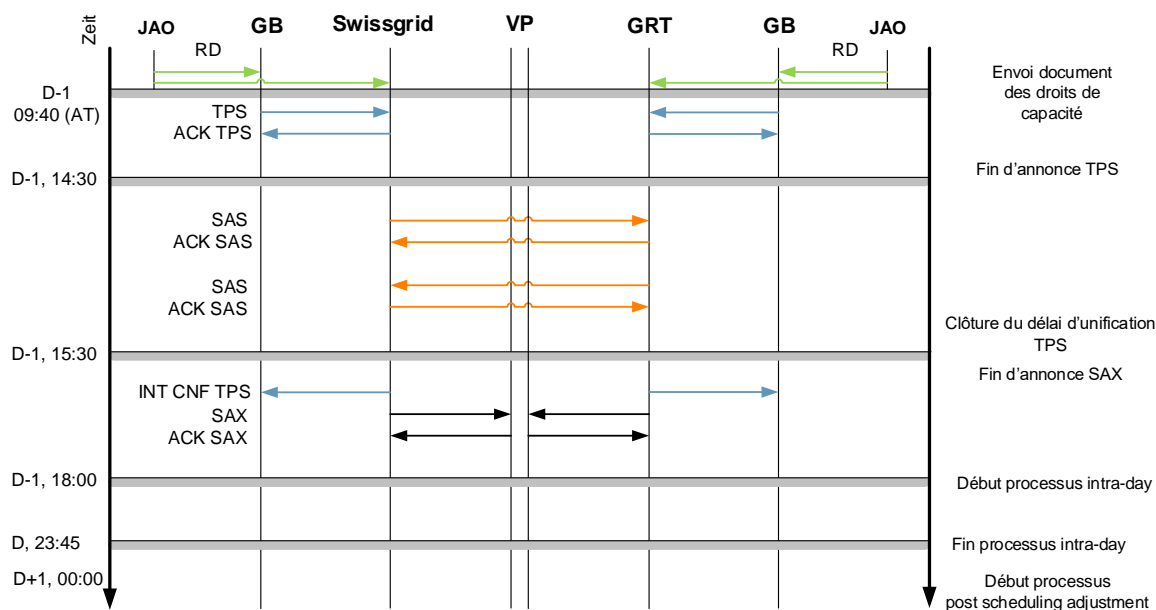 Zeit
JAO
GB
Swissgrid
VP
GRT
GB
JAO
RD
RD
Envoi document
des droits de
capacité
D-1
09:40 (AT)
TPS
ACK TPS
Fin d’annonce TPS
D-1, 14:30
SAS
ACK SAS
SAS
ACK SAS
Clôture du délai d’unification
TPS
D-1, 15:30
Fin d’annonce SAX
INT CNF TPS
SAX
ACK SAX
D-1, 18:00
Début processus intra-day
D, 23:45
Fin processus intra-day
D+1, 00:00
Début processus
post scheduling adjustment